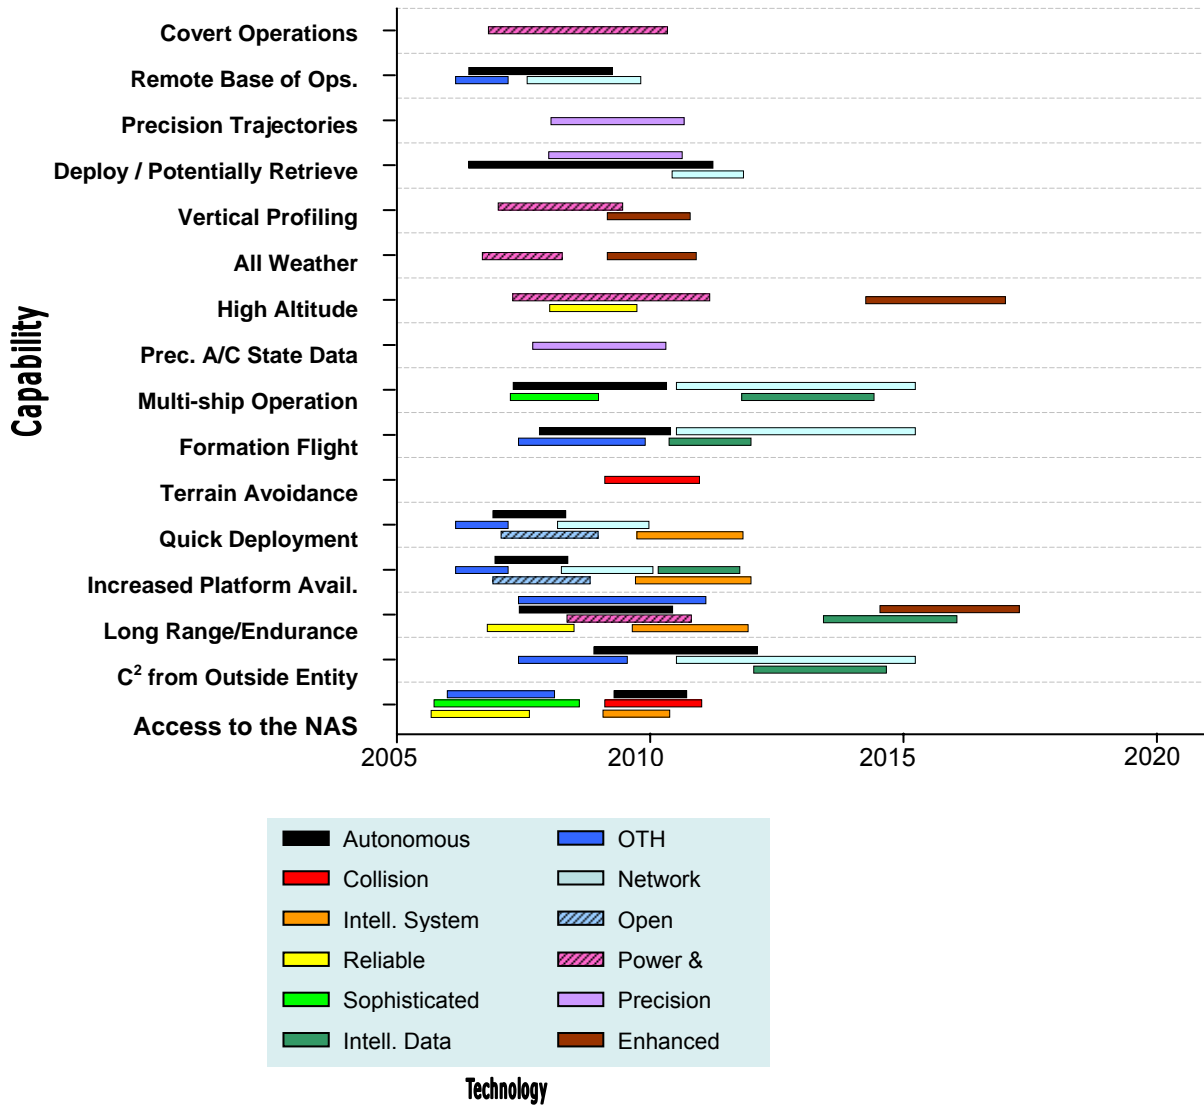 Covert Operations
Remote Base of Ops.
Precision Trajectories
Deploy / Potentially Retrieve
Vertical Profiling
All Weather
High Altitude
Prec. A/C State Data
Multi-ship Operation
Formation Flight
Terrain Avoidance
Quick Deployment
Increased Platform Avail.
Long Range/Endurance
C² from Outside Entity
Access to the NAS
Capability
2005 2010 2015 2020
Autonomous OTH
Collision Network
Intell. System Open
Reliable Power &
Sophisticated Precision
Intell. Data Enhanced
Technology